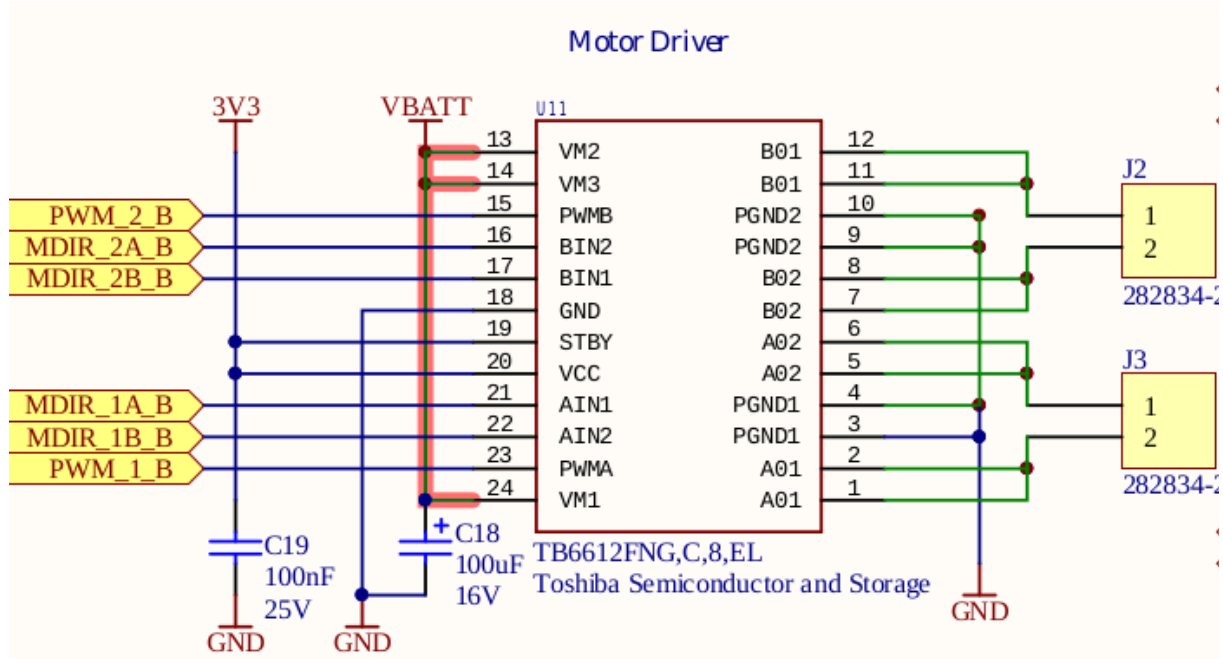 Motor Driver
3V3
VBATT
U11
13 VM2
14 VM3
15 PWMB
16 BIN2
17 BIN1
18 GND
19 STBY
20 VCC
21 AIN1
22 AIN2
23 PWMA
24 VM1
B01 12
B01 11
PGND2 10
PGND2 9
B02 8
B02 7
A02 6
A02 5
PGND1 4
PGND1 3
A01 2
A01 1
PWM_2_B
MDIR_2A_B
MDIR_2B_B
MDIR_1A_B
MDIR_1B_B
PWM_1_B
J2
1
2
282834-2
J3
1
2
282834-2
C19
100nF
25V
GND
GND
+ C18
100uF
16V
TB6612FNG,C,8,EL
Toshiba Semiconductor and Storage
GND